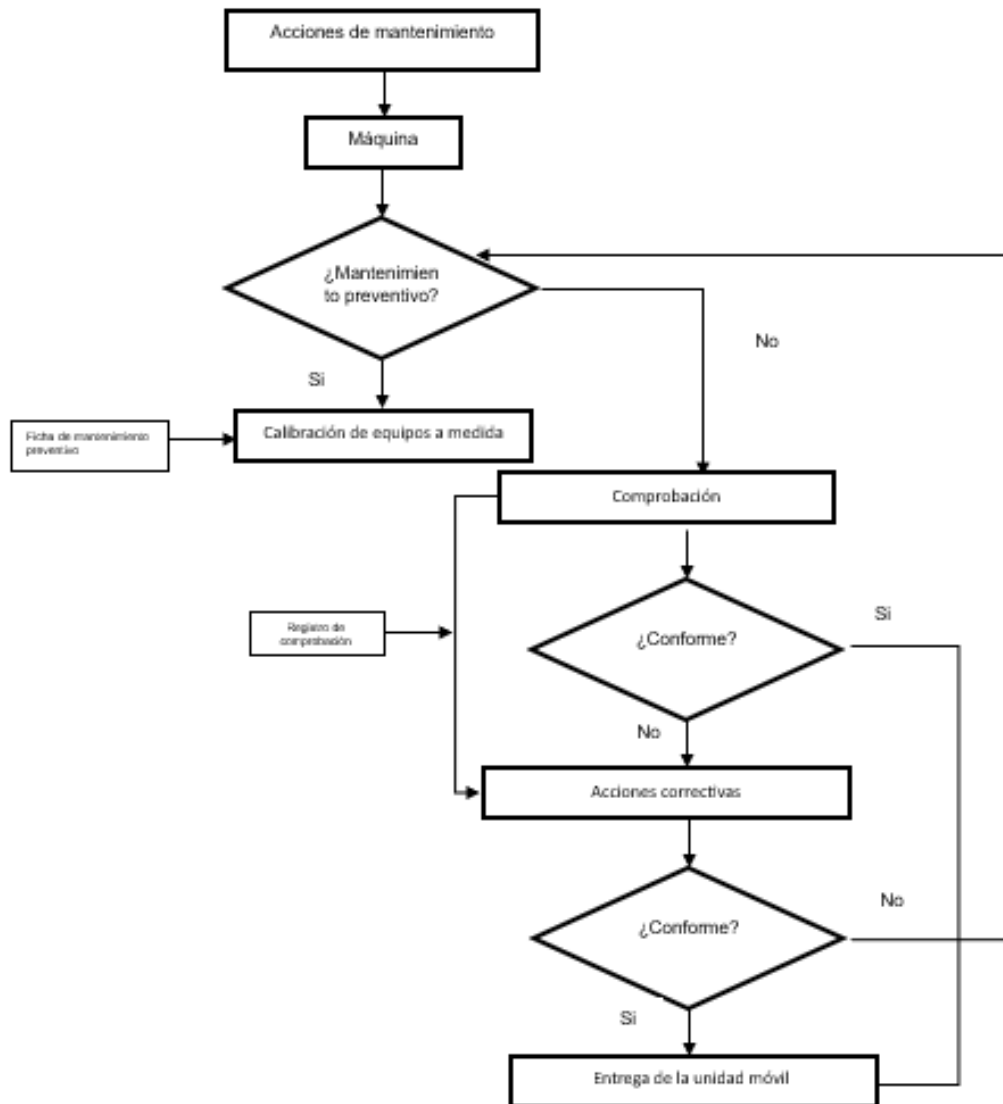 Acciones de mantenimiento
Máquina
¿Mantenimien
to preventivo?
No
Si
Ficha de mantenimiento
preventivo
Calibración de equipos a medida
Comprobación
Si
Registro de
comprobación
¿Conforme?
No
Acciones correctivas
No
¿Conforme?
Si
Entrega de la unidad móvil